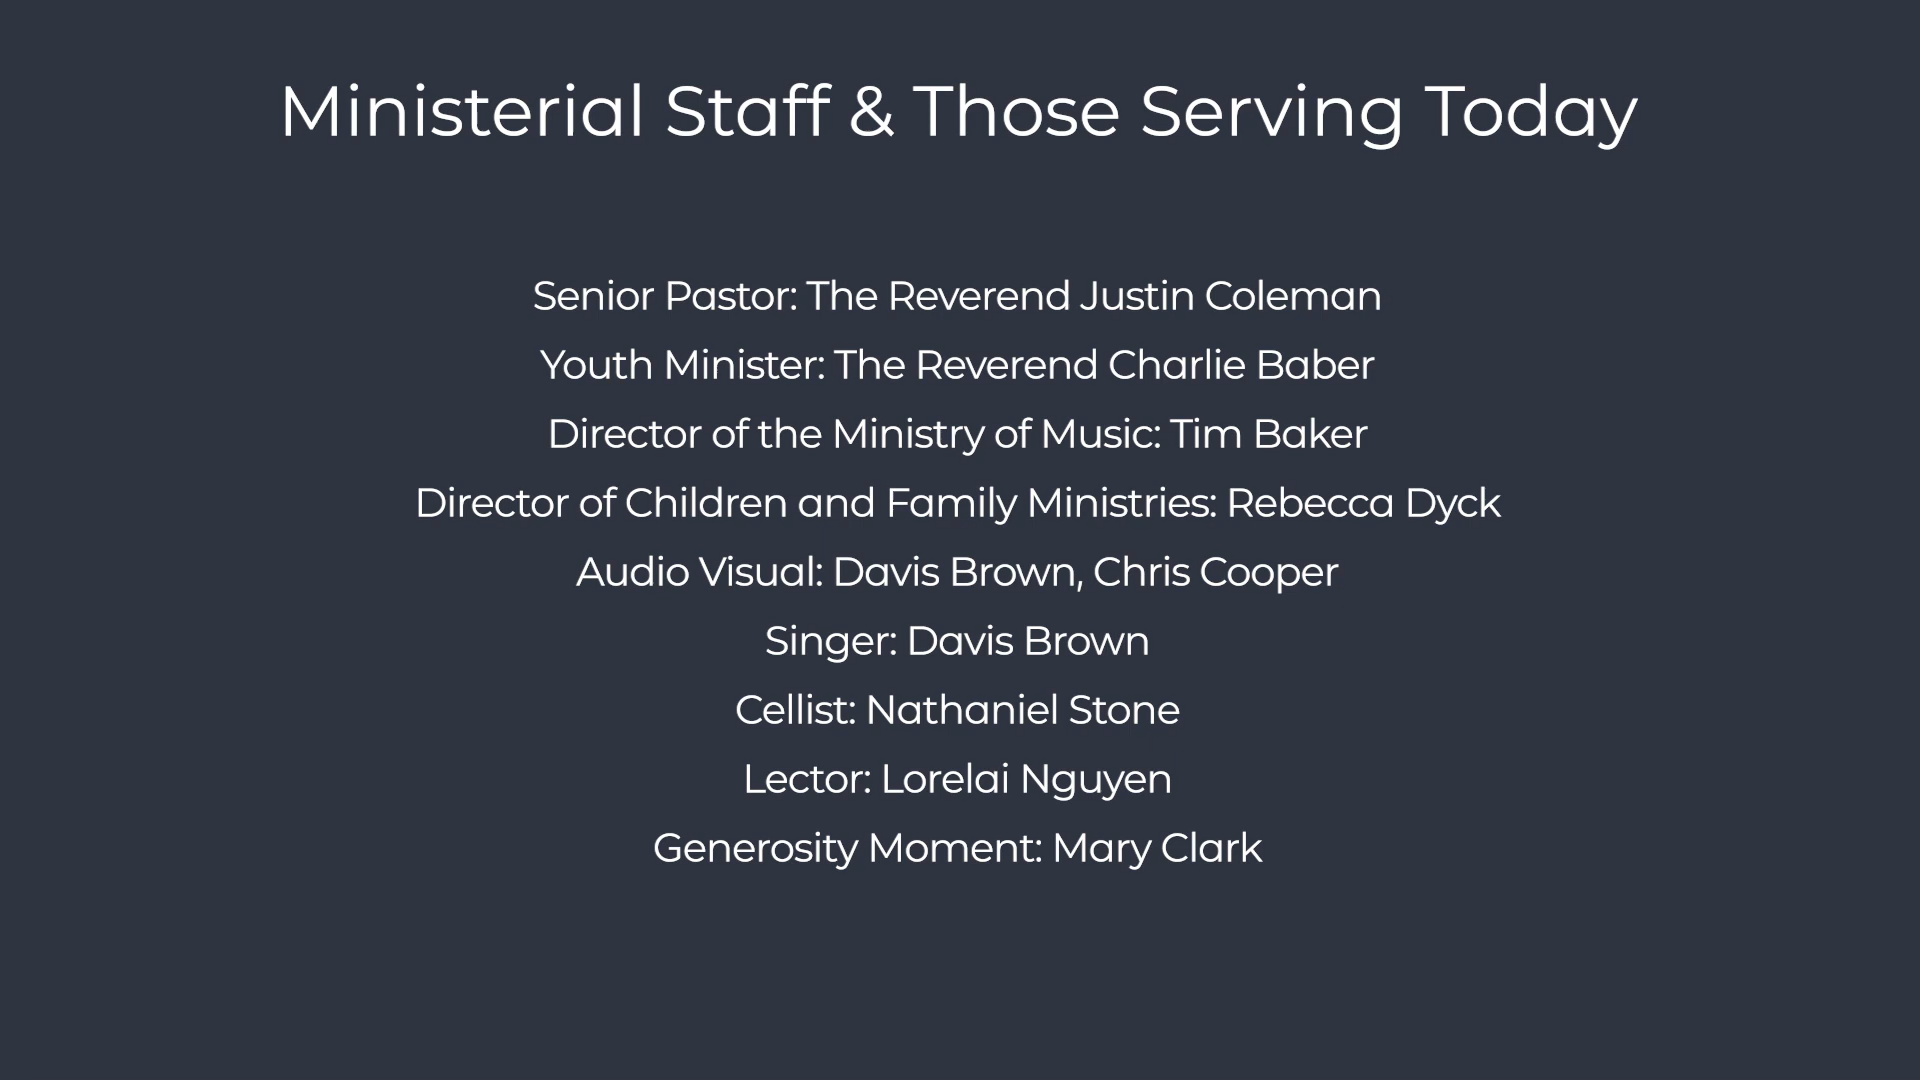 Ministerial Staff & Those Serving Today
Senior Pastor: The Reverend Justin Coleman
Youth Minister: The Reverend Charlie Baber
Director of the Ministry of Music: Tim Baker
Director of Children and Family Ministries: Rebecca Dyck
Audio Visual: Davis Brown, Chris Cooper
Singer: Davis Brown
Cellist: Nathaniel Stone
Lector: Lorelai Nguyen
Generosity Moment: Mary Clark